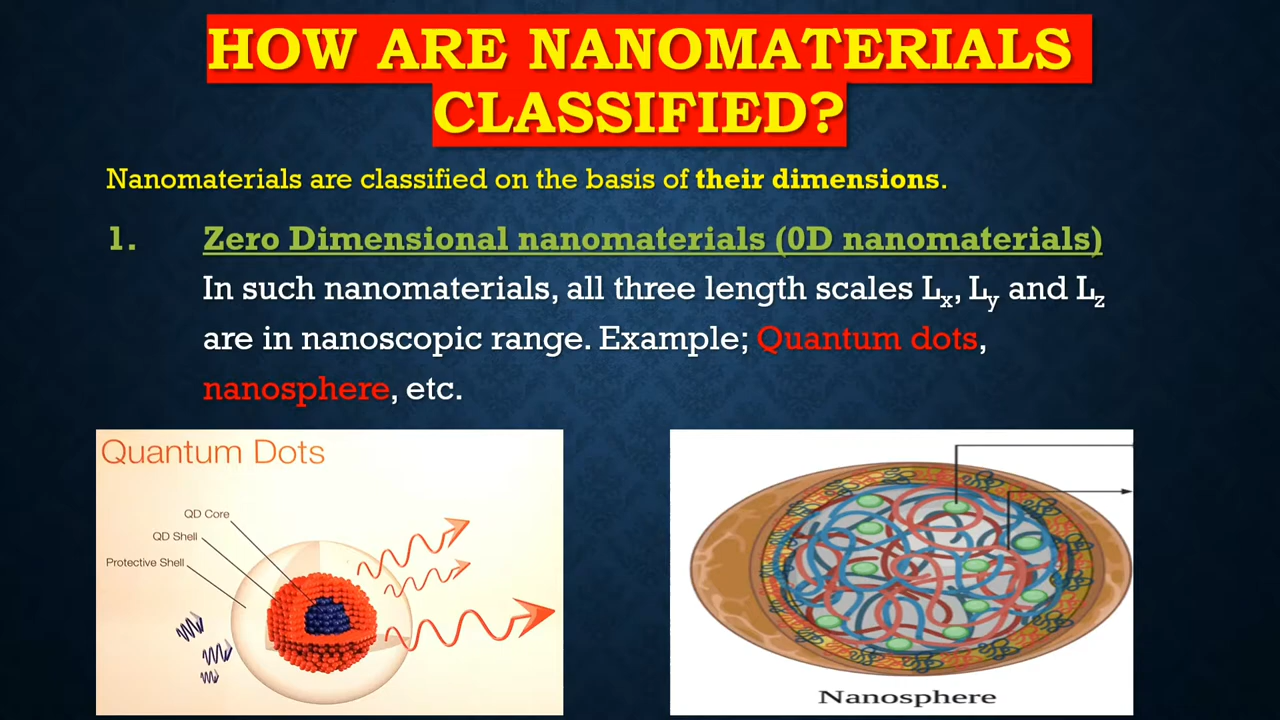 HOW ARE NANOMATERIALS
CLASSIFIED?
Nanomaterials are classified on the basis of their dimensions.
1. Zero Dimensional nanomaterials (0D nanomaterials)
In such nanomaterials, all three length scales Lx, Ly and Lz
are in nanoscopic range. Example; Quantum dots,
nanosphere, etc.
Quantum Dots
QD Core
QD Shell
Protective Shell
Nanosphere